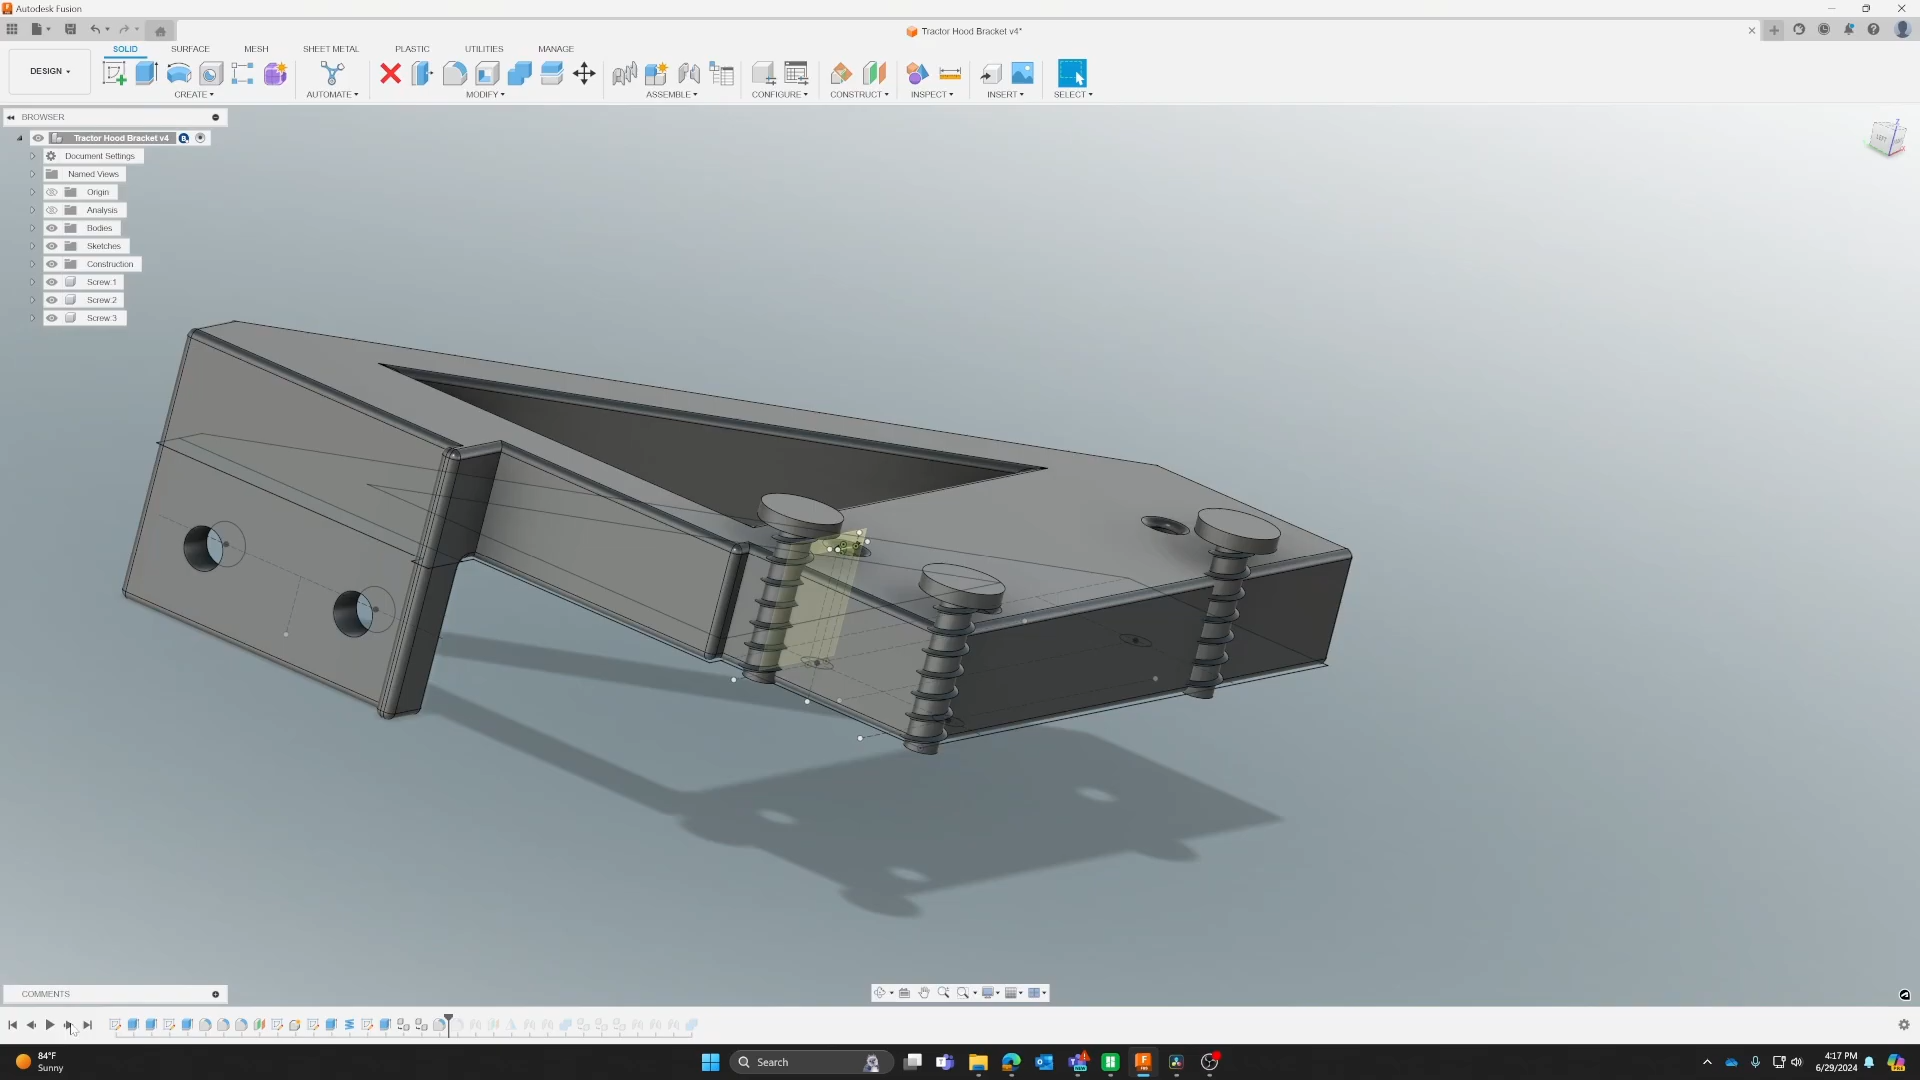 Autodesk Fusion
Tractor Hood Bracket v4*
DESIGN
SOLID
SURFACE
MESH
SHEET METAL
PLASTIC
UTILITIES
MANAGE
CREATE
AUTOMATE
MODIFY
ASSEMBLE
CONFIGURE
CONSTRUCT
INSPECT
INSERT
SELECT
BROWSER
Tractor Hood Bracket v4
Document Settings
Named Views
Origin
Analysis
Bodies
Sketches
Construction
Screw:1
Screw:2
Screw:3
LEFT
Z
COMMENTS
84°F
Sunny
Search
4:17 PM
6/29/2024